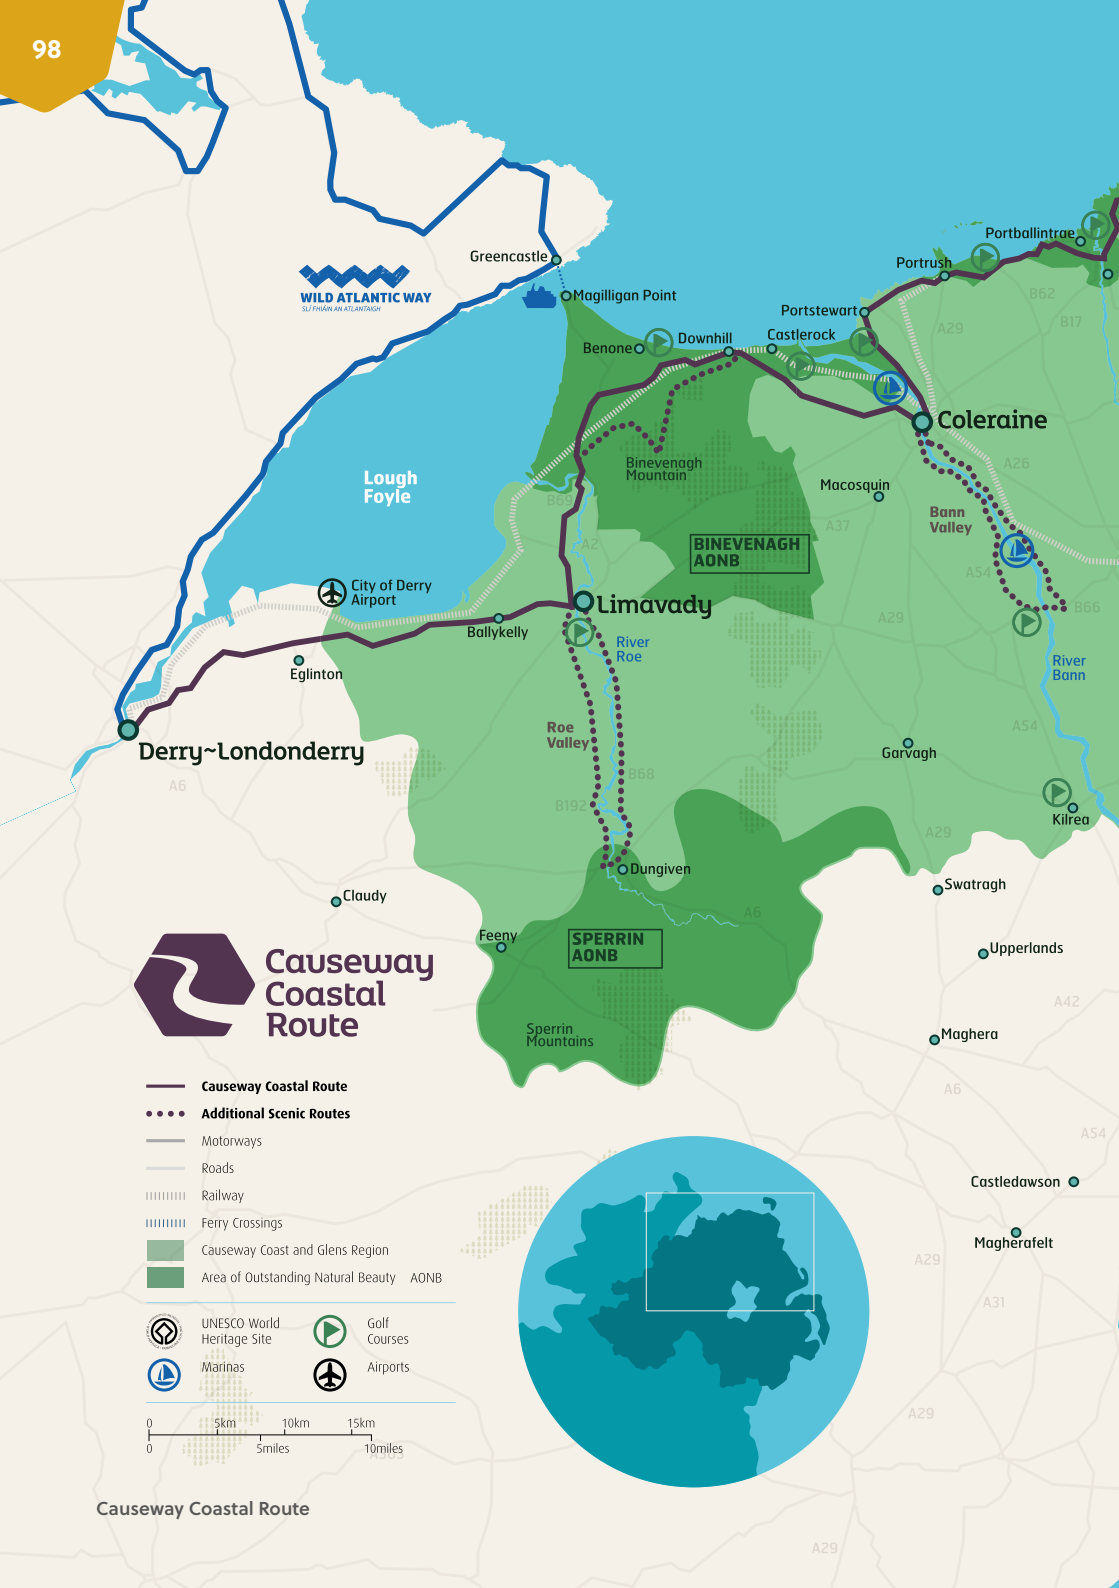 98
Portballintrae
Greencastle
Portrush
WILD ATLANTIC WAY
SLÍ FHIÁIN AN ATLANTAIGH
Magilligan Point
B62
Portstewart
B17
A29
Benone
Downhill
Castlerock
Coleraine
Binevenagh
Mountain
A26
Lough
Foyle
Macosquin
B69
Bann
Valley
A37
A2
BINEVENAGH
AONB
A54
City of Derry
Airport
Limavady
B66
A29
Ballykelly
River
Roe
River
Bann
Eglinton
Roe
Valley
A54
Derry~Londonderry
Garvagh
B68
A6
B192
Kilrea
A29
Dungiven
Swatragh
Claudy
A6
Feeny
SPERRIN
AONB
Upperlands
Causeway
Coastal
Route
A42
Sperrin
Mountains
Maghera
Causeway Coastal Route
A6
Additional Scenic Routes
A54
Motorways
Roads
Castledawson
Railway
Ferry Crossings
Magherafelt
Causeway Coast and Glens Region
A29
Area of Outstanding Natural Beauty AONB
A31
UNESCO World
Heritage Site
Golf
Courses
Marinas
Airports
A29
0 5km 10km 15km
0 5miles 10miles
A505
Causeway Coastal Route
A29